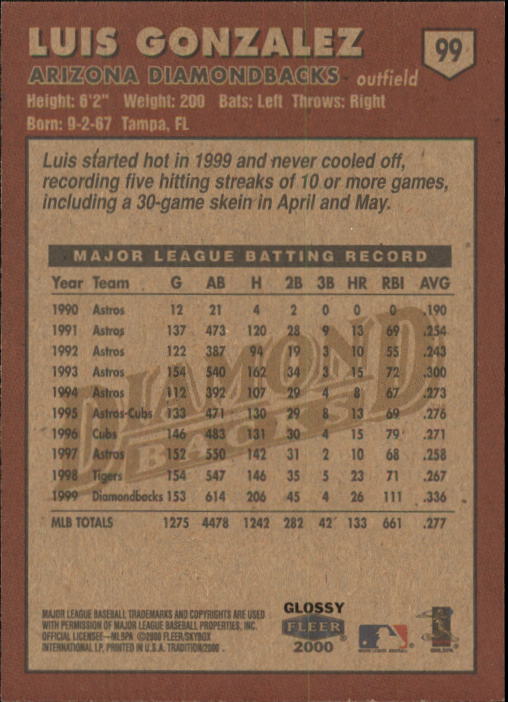 LUIS GONZALEZ
99
ARIZONA DIAMONDBACKS outfield
Height: 6'2" Weight: 200 Bats: Left Throws: Right
Born: 9-2-67 Tampa, FL
Luis started hot in 1999 and never cooled off,
recording five hitting streaks of 10 or more games,
including a 30-game skein in April and May.
MAJOR LEAGUE BATTING RECORD
Year Team G AB H 2B 3B HR RBI AVG
1990 Astros 12 21 4 2 0 0 0 .190
1991 Astros 137 473 120 28 9 13 69 .254
1992 Astros 122 387 94 19 3 10 55 .243
1993 Astros 154 540 162 34 3 15 72 .300
1994 Astros 112 392 107 29 4 8 67 .273
1995 Astros-Cubs 133 471 130 29 8 13 69 .276
1996 Cubs 146 483 131 30 4 15 79 .271
1997 Astros 152 550 142 31 2 10 68 .258
1998 Tigers 154 547 146 35 5 23 71 .267
1999 Diamondbacks 153 614 206 45 4 26 111 .336
MLB TOTALS 1275 4478 1242 282 42 133 661 .277
DIAMOND
BACKS
MAJOR LEAGUE BASEBALL TRADEMARKS AND COPYRIGHTS ARE USED
WITH PERMISSION OF MAJOR LEAGUE BASEBALL PROPERTIES, INC.
OFFICIAL LICENSEE—MLBPA ©2000 FLEER/SKYBOX
INTERNATIONAL LP, PRINTED IN U.S.A. TRADITION/2000
GLOSSY
FLEER
2000